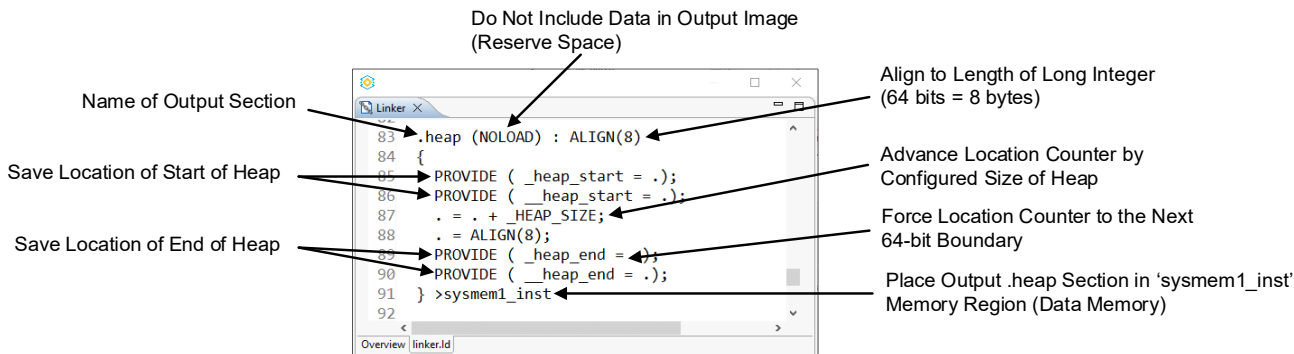 Do Not Include Data in Output Image
(Reserve Space)
Align to Length of Long Integer
(64 bits = 8 bytes)
Name of Output Section
Linker
83 .heap (NOLOAD) : ALIGN(8)
84 {
Save Location of Start of Heap
85 PROVIDE ( _heap_start = .);
86 PROVIDE ( __heap_start = .);
Advance Location Counter by
Configured Size of Heap
87 . = . + _HEAP_SIZE;
88 . = ALIGN(8);
Force Location Counter to the Next
64-bit Boundary
Save Location of End of Heap
89 PROVIDE ( _heap_end = .);
90 PROVIDE ( __heap_end = .);
91 } >sysmem1_inst
Place Output .heap Section in ‘sysmem1_inst’
Memory Region (Data Memory)
92
Overview linker.ld